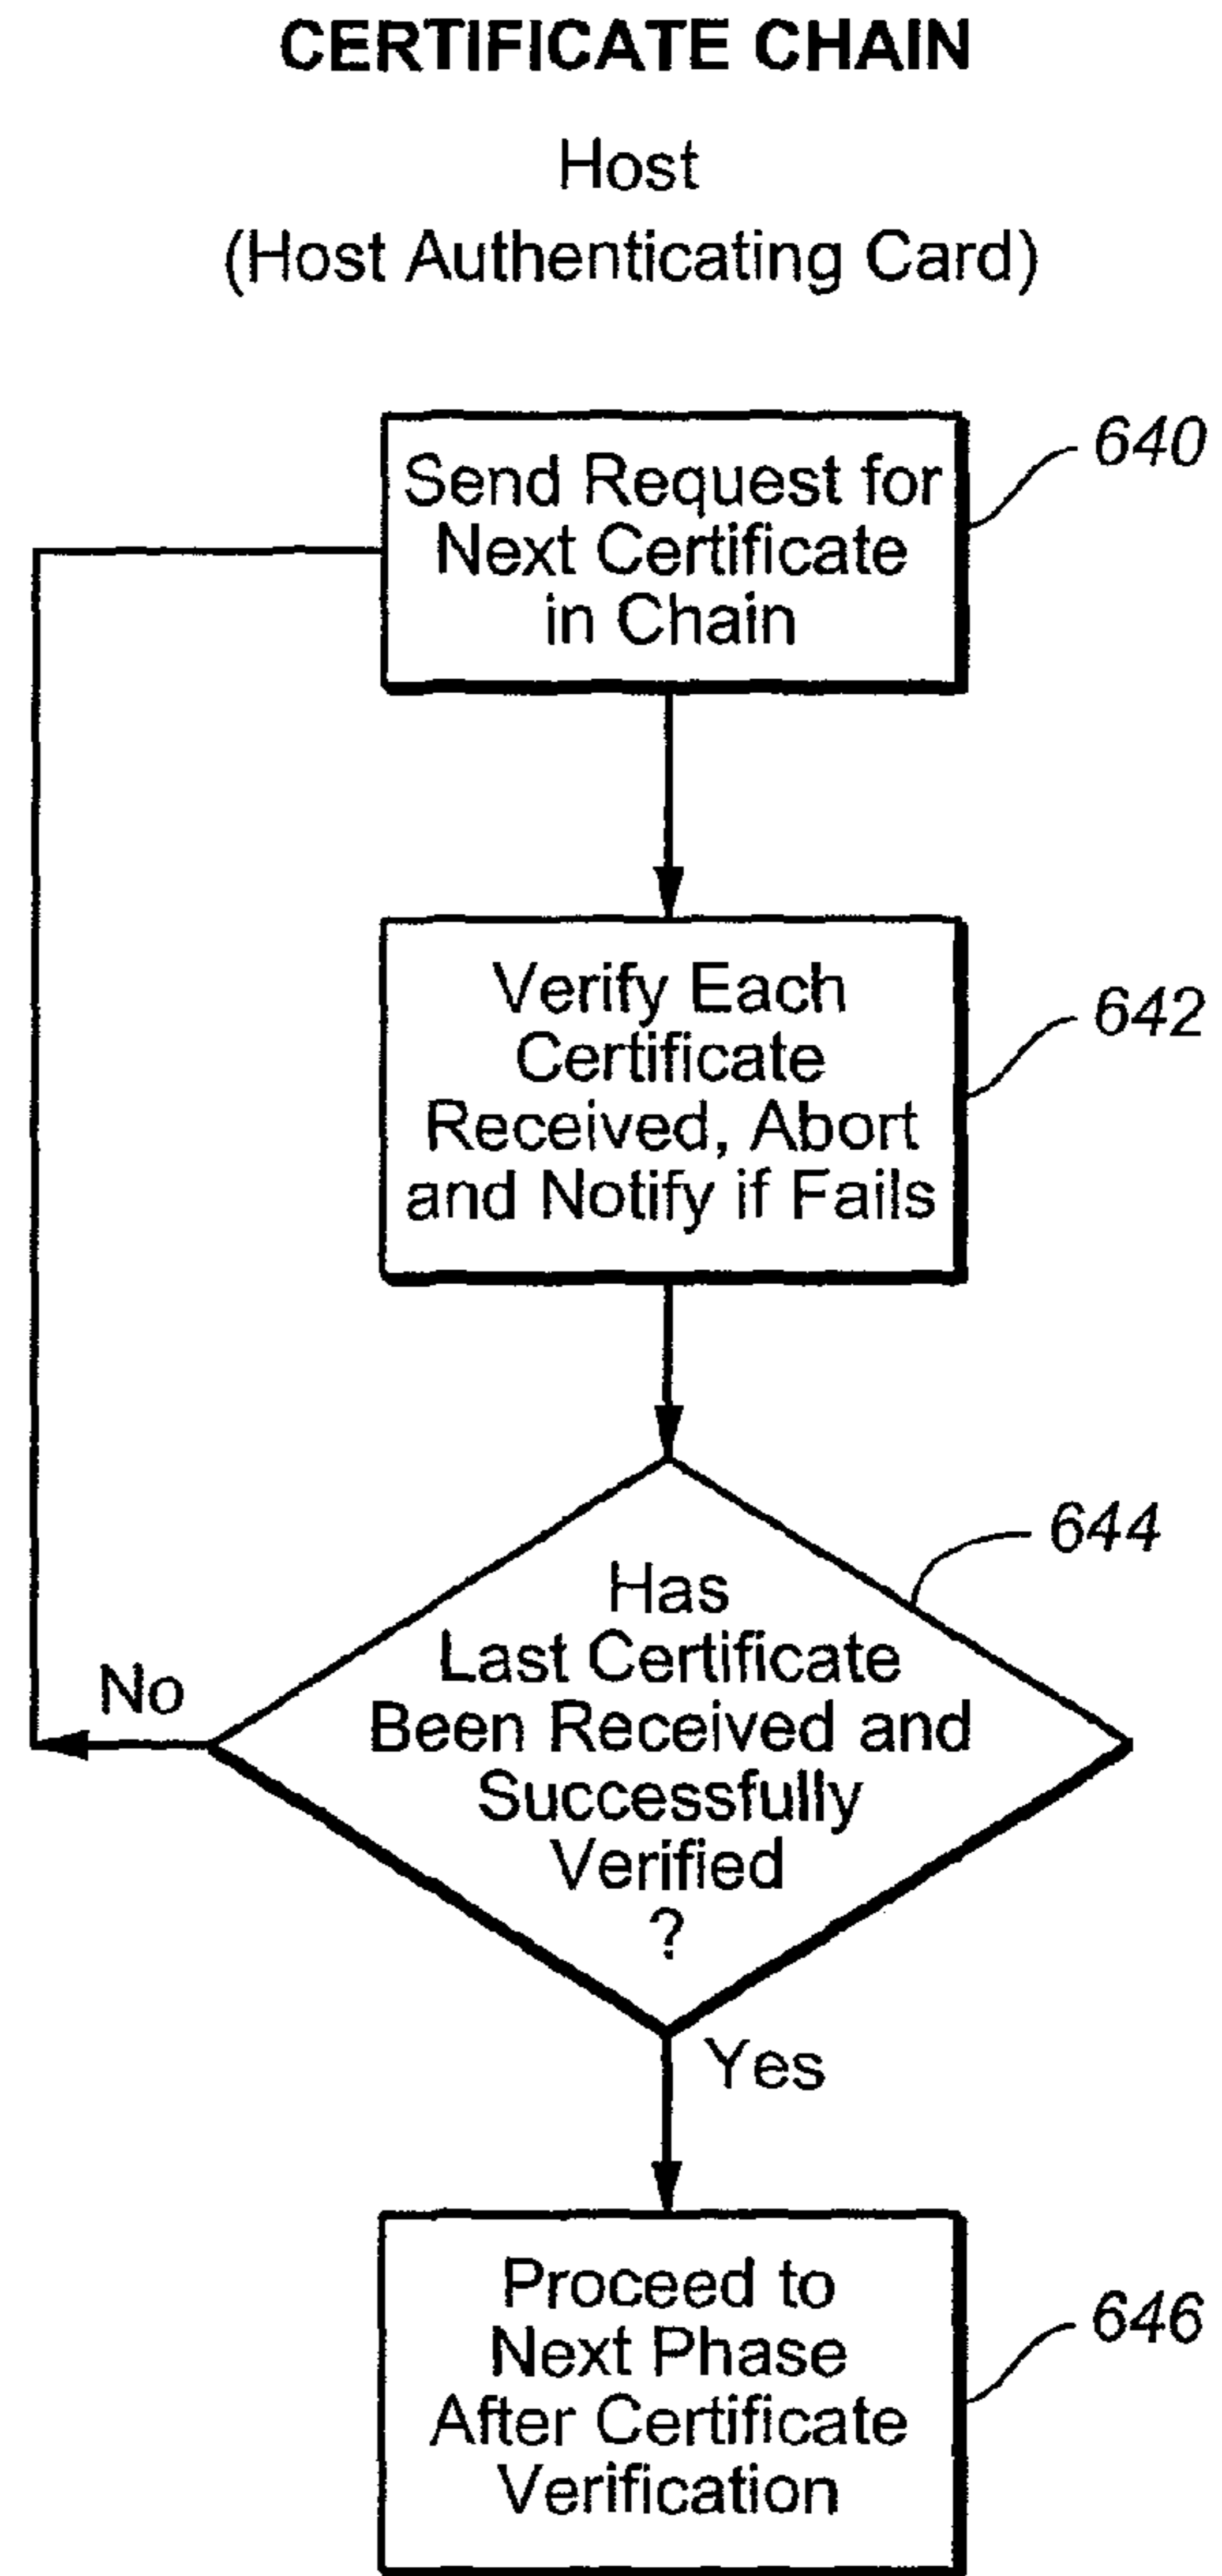 CERTIFICATE CHAIN
Host
(Host Authenticating Card)
640
Send Request for
Next Certificate
in Chain
642
Verify Each
Certificate
Received, Abort
and Notify if Fails
644
Has
Last Certificate
Been Received and
Successfully
Verified
?
No
Yes
646
Proceed to
Next Phase
After Certificate
Verification